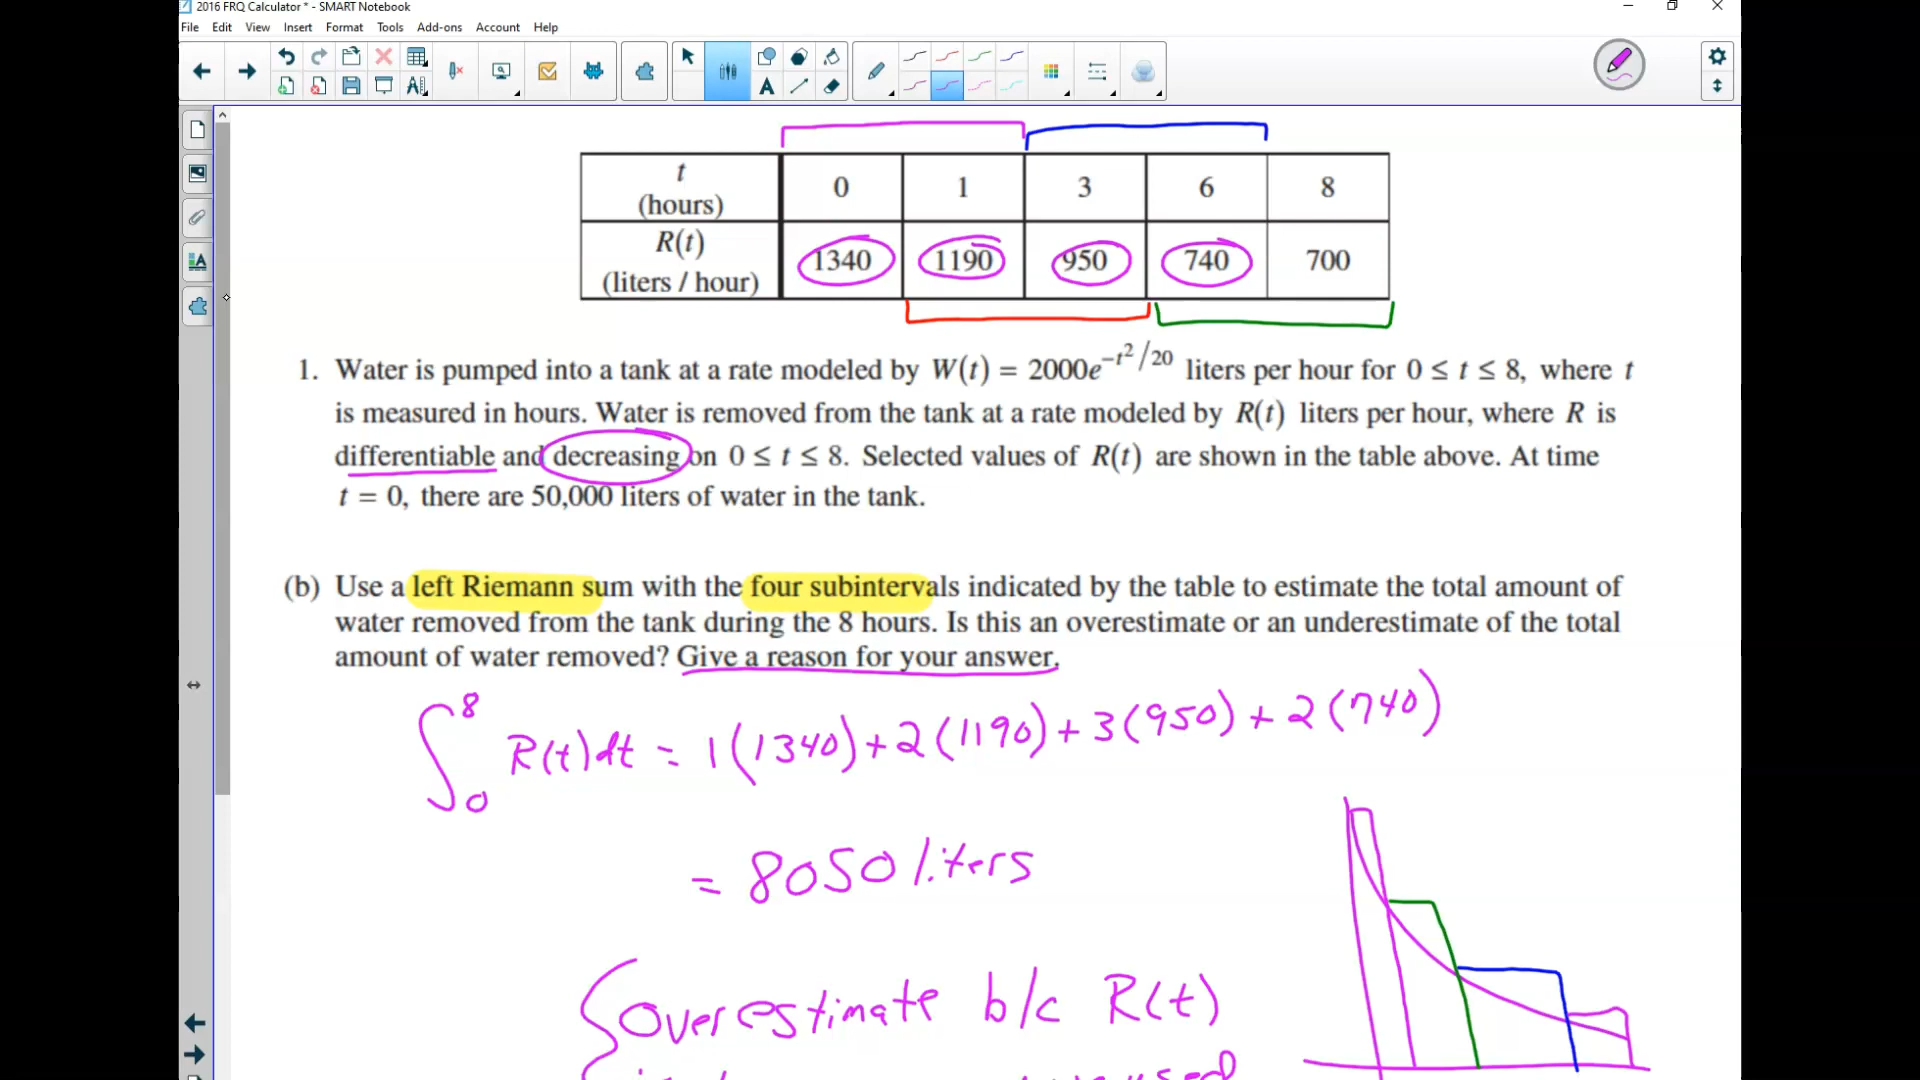 2016 FRQ Calculator * - SMART Notebook
File Edit View Insert Format Tools Add-ons Account Help
t (hours) 0 1 3 6 8
R(t) (liters / hour) 1340 1190 950 740 700
1. Water is pumped into a tank at a rate modeled by W(t) = 2000e^{-t²/20} liters per hour for 0 ≤ t ≤ 8, where t
is measured in hours. Water is removed from the tank at a rate modeled by R(t) liters per hour, where R is
differentiable and decreasing on 0 ≤ t ≤ 8. Selected values of R(t) are shown in the table above. At time
t = 0, there are 50,000 liters of water in the tank.
(b) Use a left Riemann sum with the four subintervals indicated by the table to estimate the total amount of
water removed from the tank during the 8 hours. Is this an overestimate or an underestimate of the total
amount of water removed? Give a reason for your answer.
∫₀⁸ R(t)dt = 1(1340)+2(1190)+3(950)+2(740)
= 8050 liters
overestimate b/c R(t)